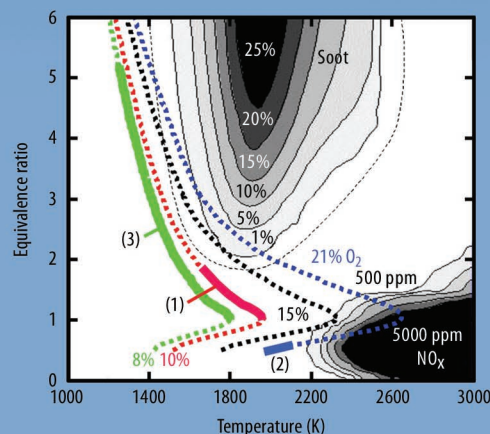 6
5
4
3
2
1
0
Equivalence ratio
1000 1400 1800 2200 2600 3000
Temperature (K)
25%
Soot
20%
15%
10%
5%
1%
(3)
21% O₂
500 ppm
(1)
15%
5000 ppm
NOx
(2)
8% 10%